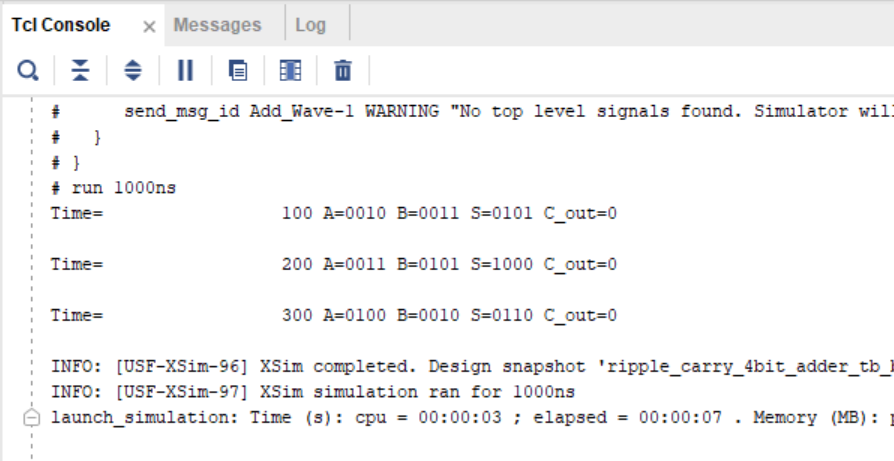 Tcl Console × Messages Log
# send_msg_id Add_Wave-1 WARNING "No top level signals found. Simulator will
# }
# }
# run 1000ns
Time= 100 A=0010 B=0011 S=0101 C_out=0
Time= 200 A=0011 B=0101 S=1000 C_out=0
Time= 300 A=0100 B=0010 S=0110 C_out=0
INFO: [USF-XSim-96] XSim completed. Design snapshot 'ripple_carry_4bit_adder_tb_
INFO: [USF-XSim-97] XSim simulation ran for 1000ns
launch_simulation: Time (s): cpu = 00:00:03 ; elapsed = 00:00:07 . Memory (MB):